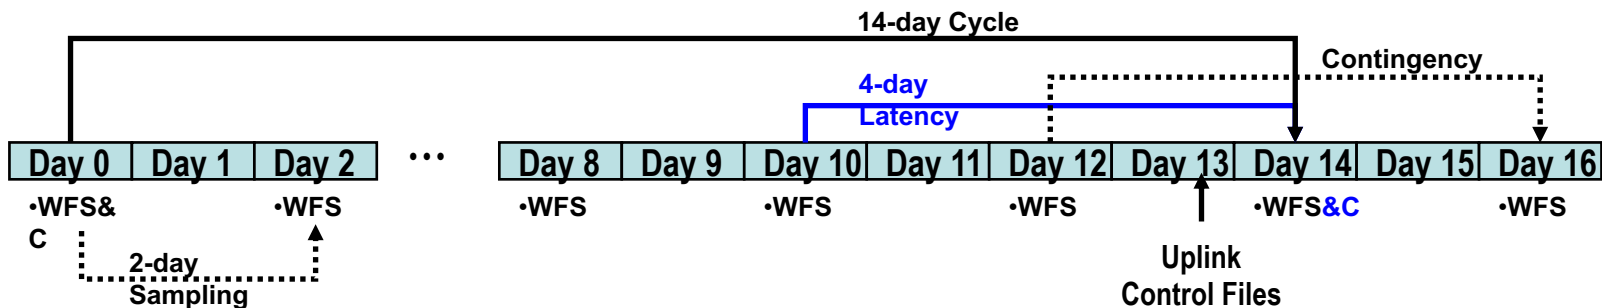 14-day Cycle
Contingency
4-day
Latency
Day 0 Day 1 Day 2 ... Day 8 Day 9 Day 10 Day 11 Day 12 Day 13 Day 14 Day 15 Day 16
•WFS& •WFS •WFS •WFS •WFS •WFS&C •WFS
C
2-day
Sampling
Uplink
Control Files